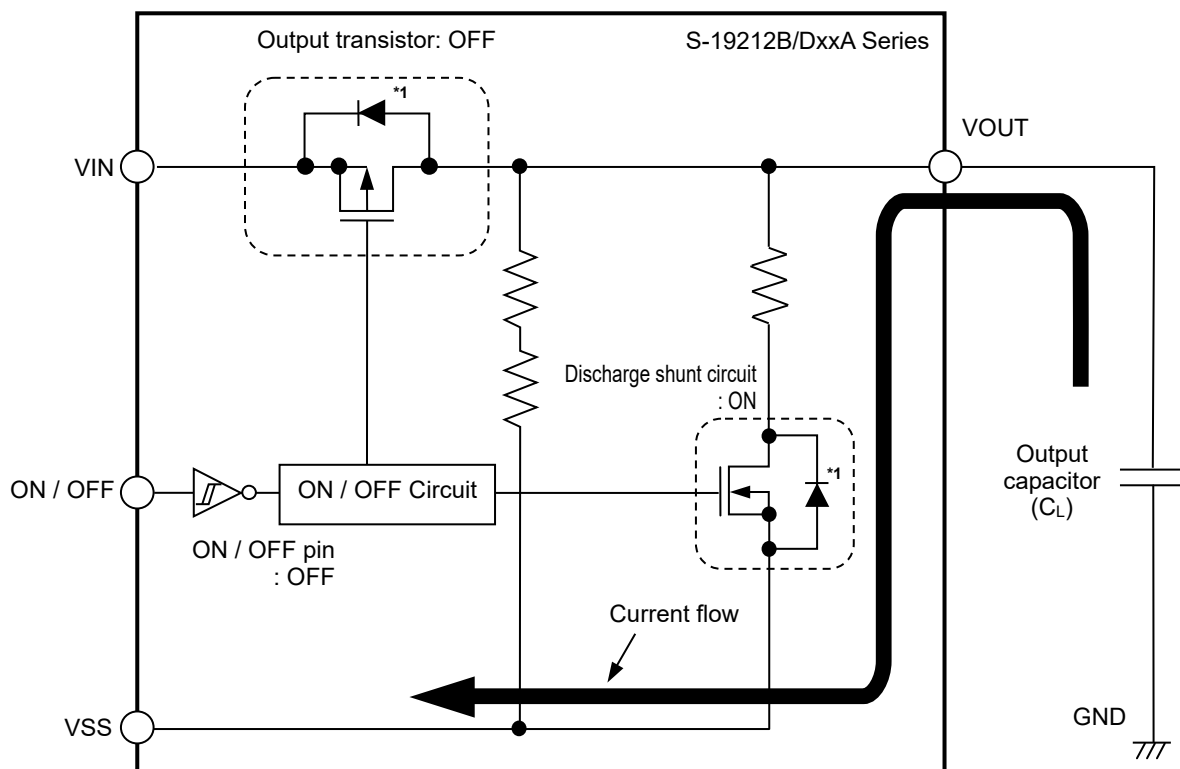 Output transistor: OFF
S-19212B/DxxA Series
*1
VOUT
VIN
Discharge shunt circuit
: ON
*1
ON / OFF
ON / OFF Circuit
ON / OFF pin
: OFF
Output
capacitor
(CL)
Current flow
GND
VSS